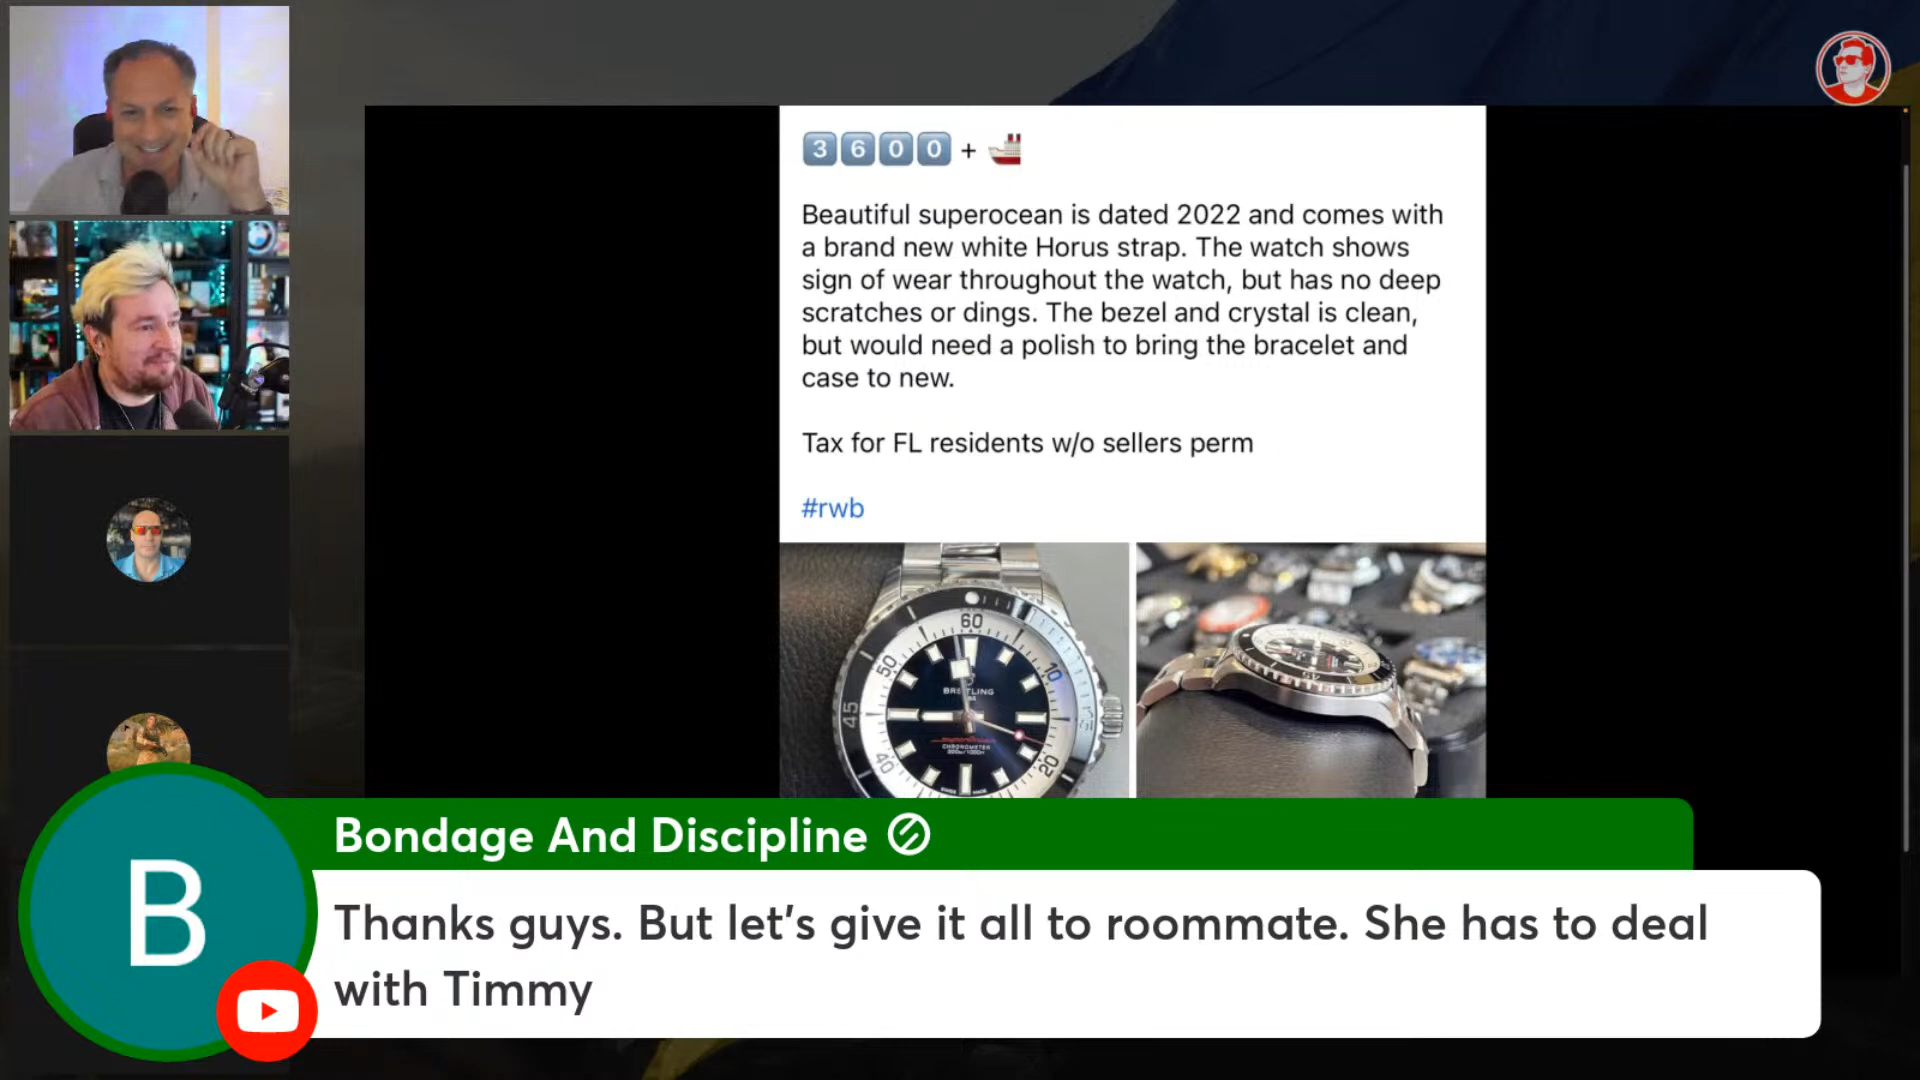 3600 +
Beautiful superocean is dated 2022 and comes with
a brand new white Horus strap. The watch shows
sign of wear throughout the watch, but has no deep
scratches or dings. The bezel and crystal is clean,
but would need a polish to bring the bracelet and
case to new.
Tax for FL residents w/o sellers perm
#rwb
60
50
10
BREITLING
45
CHRONOMETER
40
20
Bondage And Discipline
B
Thanks guys. But let's give it all to roommate. She has to deal
with Timmy